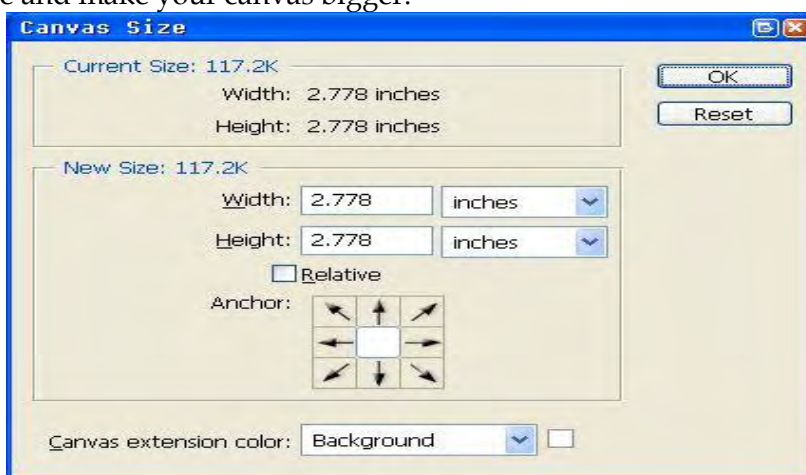 e and make your canvas bigger.
Canvas Size
Current Size: 117.2K
Width: 2.778 inches
Height: 2.778 inches
OK
Reset
New Size: 117.2K
Width: 2.778 inches
Height: 2.778 inches
Relative
Anchor:
Canvas extension color: Background